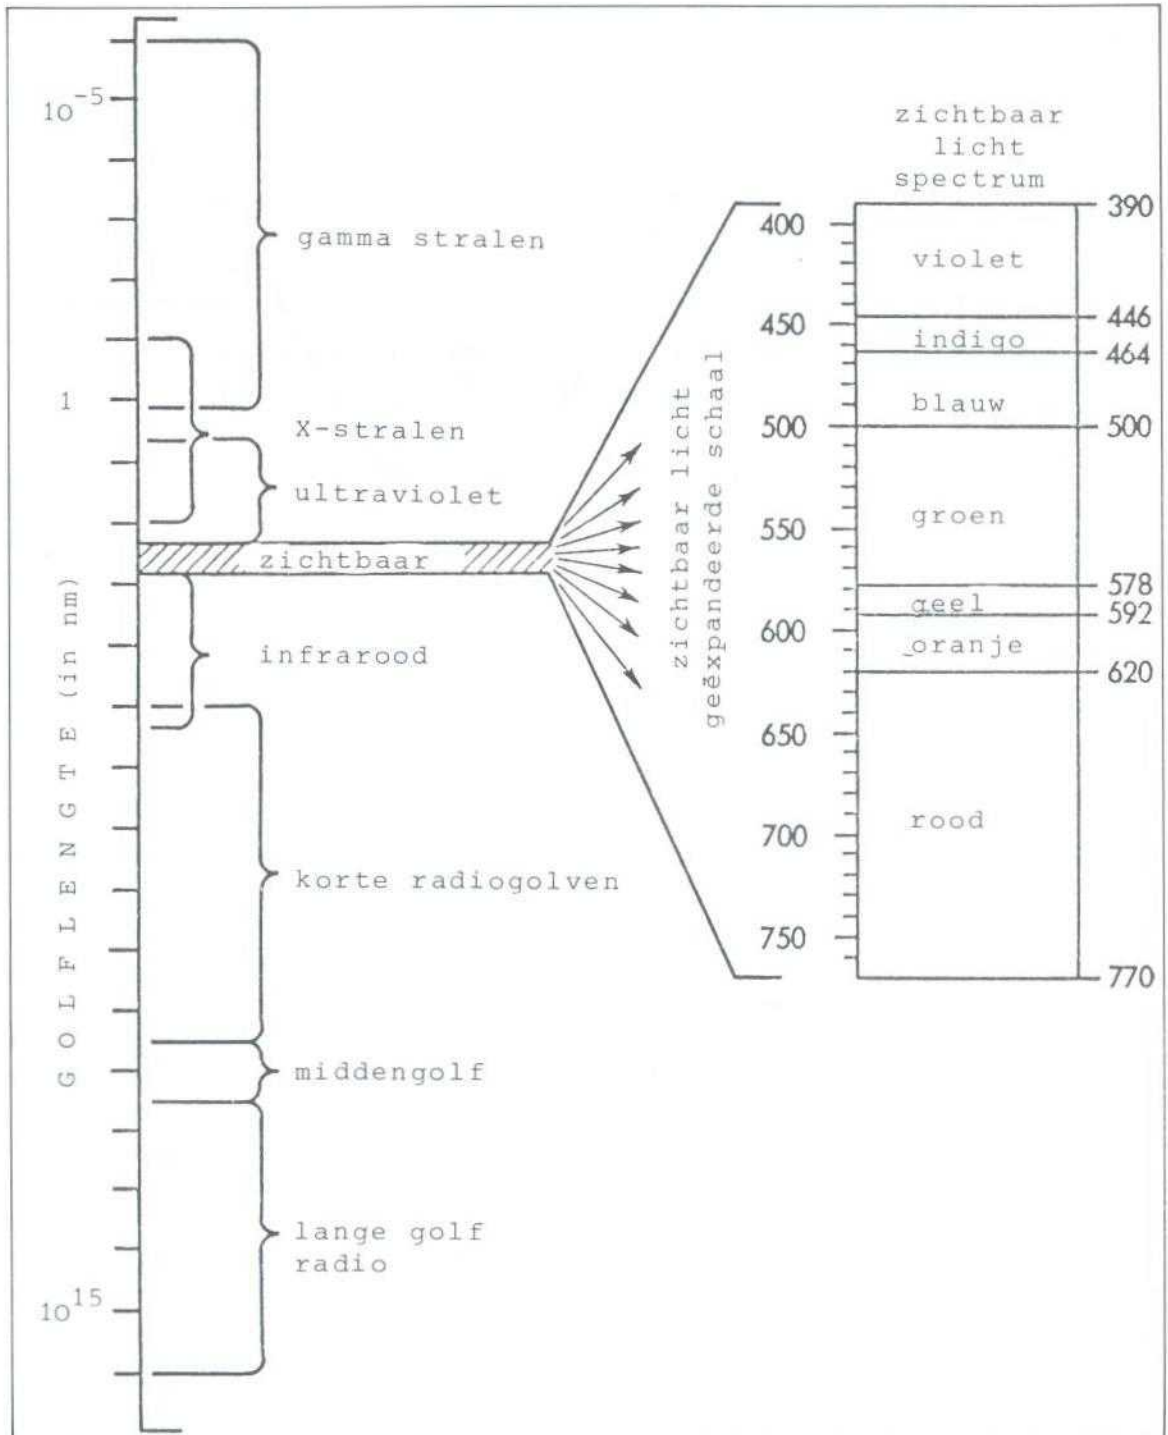 10-5
1
1015
GOLFLENGTE (in nm)
gamma stralen
X-stralen
ultraviolet
zichtbaar
infrarood
korte radiogolven
middengolf
lange golf
radio
zichtbaar licht
geëxpandeerde schaal
zichtbaar
licht
spectrum
400
450
500
550
600
650
700
750
violet
indigo
blauw
groen
geel
oranje
rood
390
446
464
500
578
592
620
770